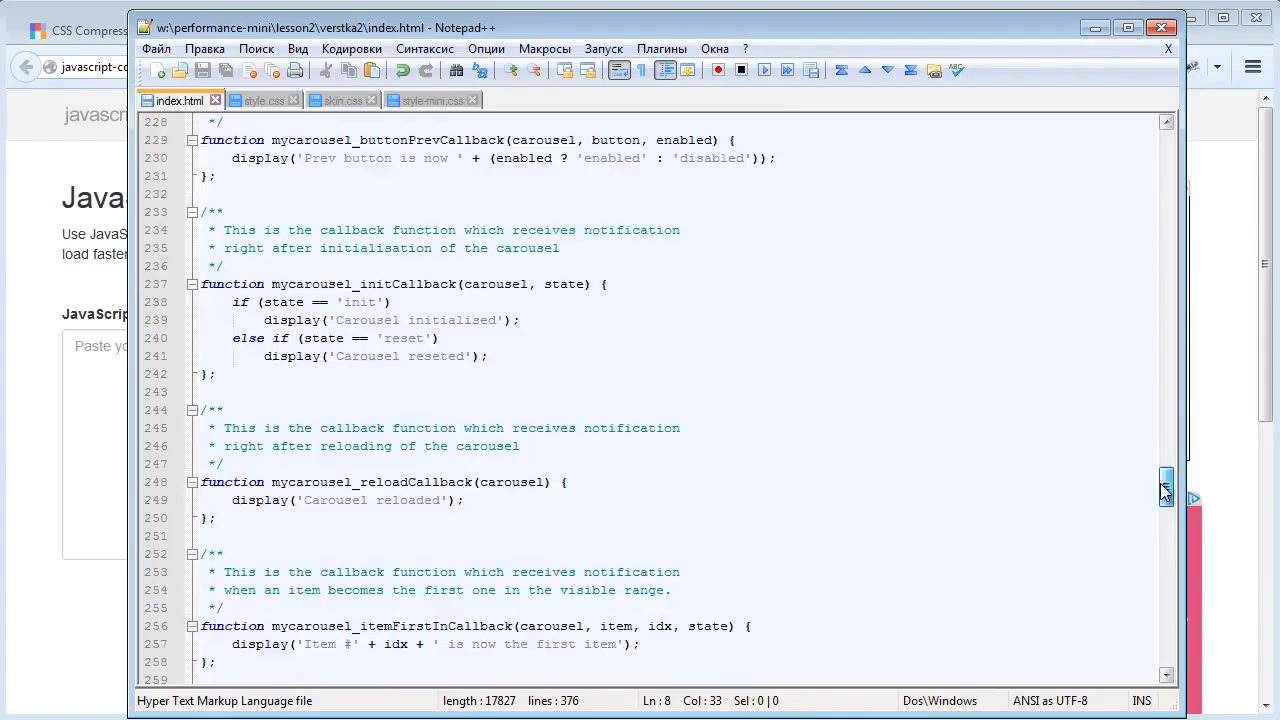 w:\performance-mini\lesson2\verstka2\index.html - Notepad++
CSS Compress
javascript-co
Файл Правка Поиск Вид Кодировки Синтаксис Опции Макросы Запуск Плагины Окна ? X
index.html style.css skin.css style-mini.css
javascri
Java
Use JavaS
load faster
JavaScrip
Paste yo
228 */
229 function mycarousel_buttonPrevCallback(carousel, button, enabled) {
230 display('Prev button is now ' + (enabled ? 'enabled' : 'disabled'));
231 };
232
233 /**
234 * This is the callback function which receives notification
235 * right after initialisation of the carousel
236 */
237 function mycarousel_initCallback(carousel, state) {
238 if (state == 'init')
239 display('Carousel initialised');
240 else if (state == 'reset')
241 display('Carousel reseted');
242 };
243
244 /**
245 * This is the callback function which receives notification
246 * right after reloading of the carousel
247 */
248 function mycarousel_reloadCallback(carousel) {
249 display('Carousel reloaded');
250 };
251
252 /**
253 * This is the callback function which receives notification
254 * when an item becomes the first one in the visible range.
255 */
256 function mycarousel_itemFirstInCallback(carousel, item, idx, state) {
257 display('Item #' + idx + ' is now the first item');
258 };
259
Hyper Text Markup Language file length : 17827 lines : 376 Ln : 8 Col : 33 Sel : 0 | 0 Dos\Windows ANSI as UTF-8 INS